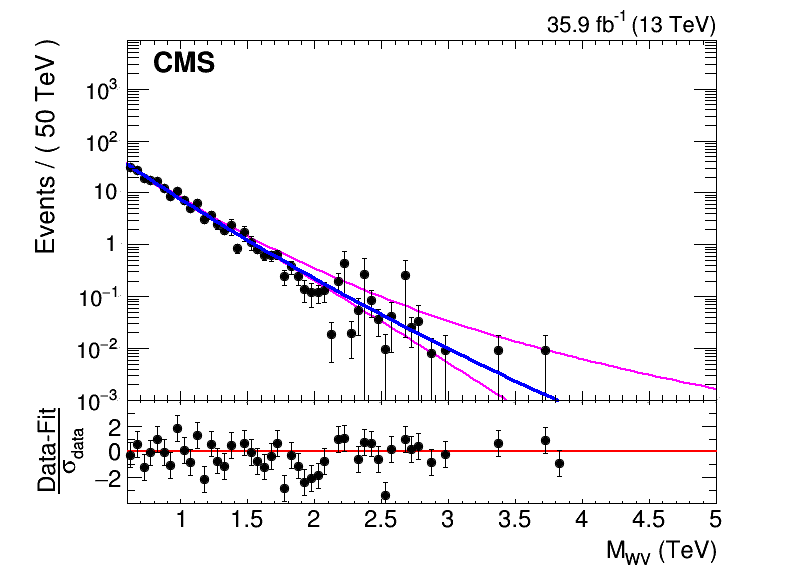 35.9 fb⁻¹ (13 TeV)
CMS
Events / ( 50 TeV )
10³
10²
10
1
10⁻¹
10⁻²
10⁻³
Data-Fit
σ_data
2
0
−2
1 1.5 2 2.5 3 3.5 4 4.5 5
M_WV (TeV)